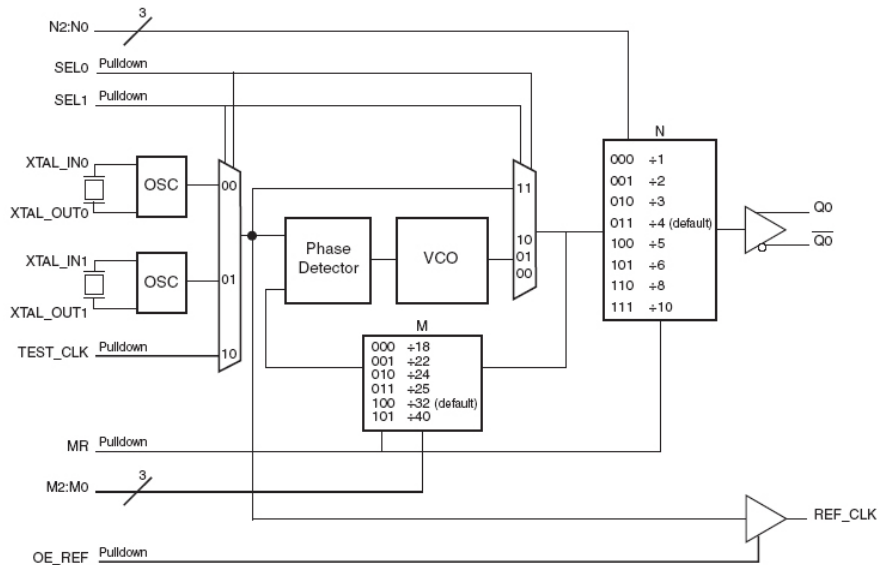 3
N2:N0
SEL0 Pulldown
SEL1 Pulldown
N
000 ÷1
001 ÷2
010 ÷3
011 ÷4 (default)
100 ÷5
101 ÷6
110 ÷8
111 ÷10
XTAL_IN0
OSC
XTAL_OUT0
00
11
Q0
Q0
Phase
Detector
VCO
10
01
00
XTAL_IN1
OSC
XTAL_OUT1
01
M
000 ÷18
001 ÷22
010 ÷24
011 ÷25
100 ÷32 (default)
101 ÷40
TEST_CLK Pulldown
10
MR Pulldown
3
M2:M0
REF_CLK
OE_REF Pulldown